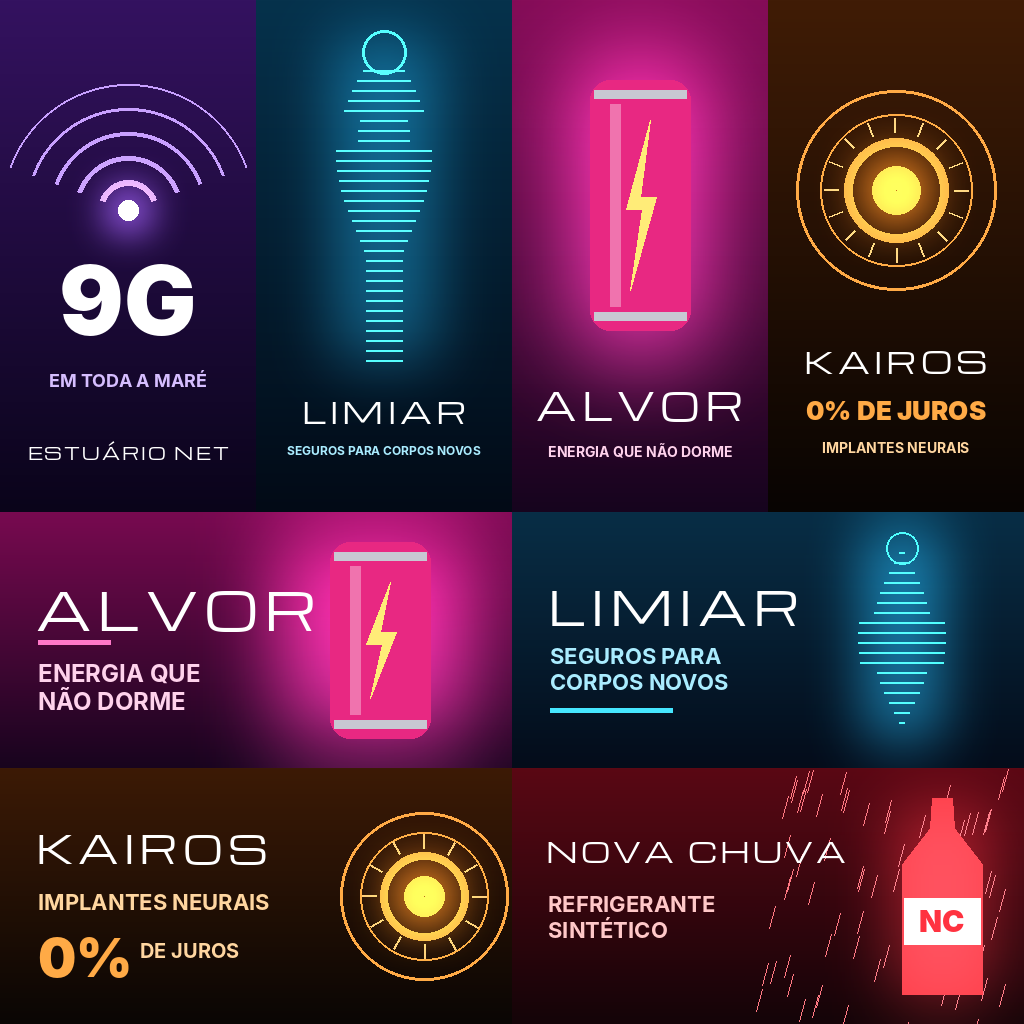 9G
EM TODA A MARÉ
ESTUÁRIO NET
LIMIAR
SEGUROS PARA CORPOS NOVOS
ALVOR
ENERGIA QUE NÃO DORME
KAIROS
0% DE JUROS
IMPLANTES NEURAIS
ALVOR
ENERGIA QUE
NÃO DORME
LIMIAR
SEGUROS PARA
CORPOS NOVOS
KAIROS
IMPLANTES NEURAIS
0% DE JUROS
NOVA CHUVA
REFRIGERANTE
SINTÉTICO
NC